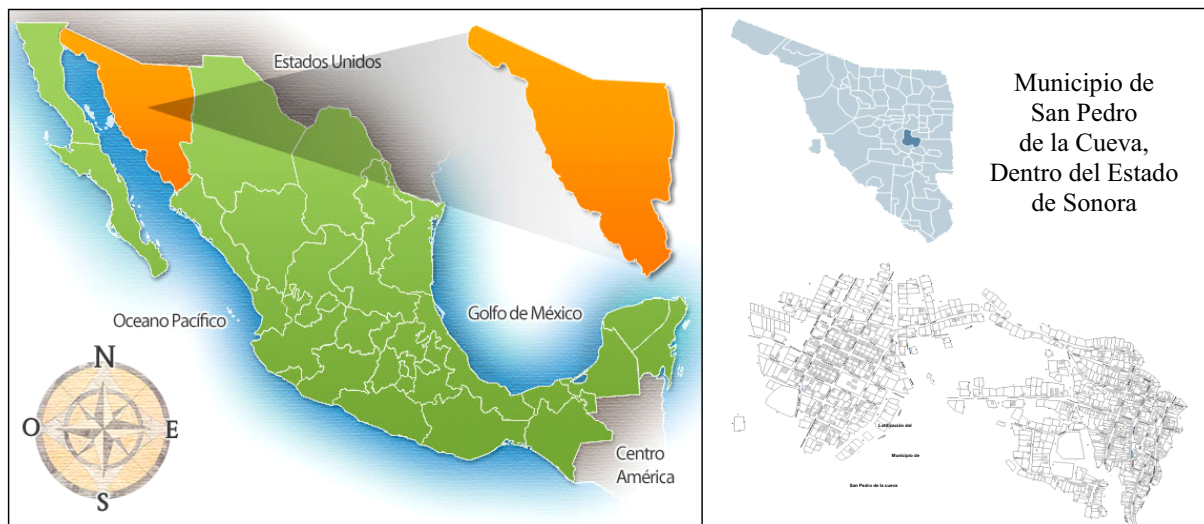 Estados Unidos
Oceano Pacífico
Golfo de México
Centro
América
N
O
E
S
Municipio de
San Pedro
de la Cueva,
Dentro del Estado
de Sonora
Lotificación del
Municipio de
San Pedro de la cueva